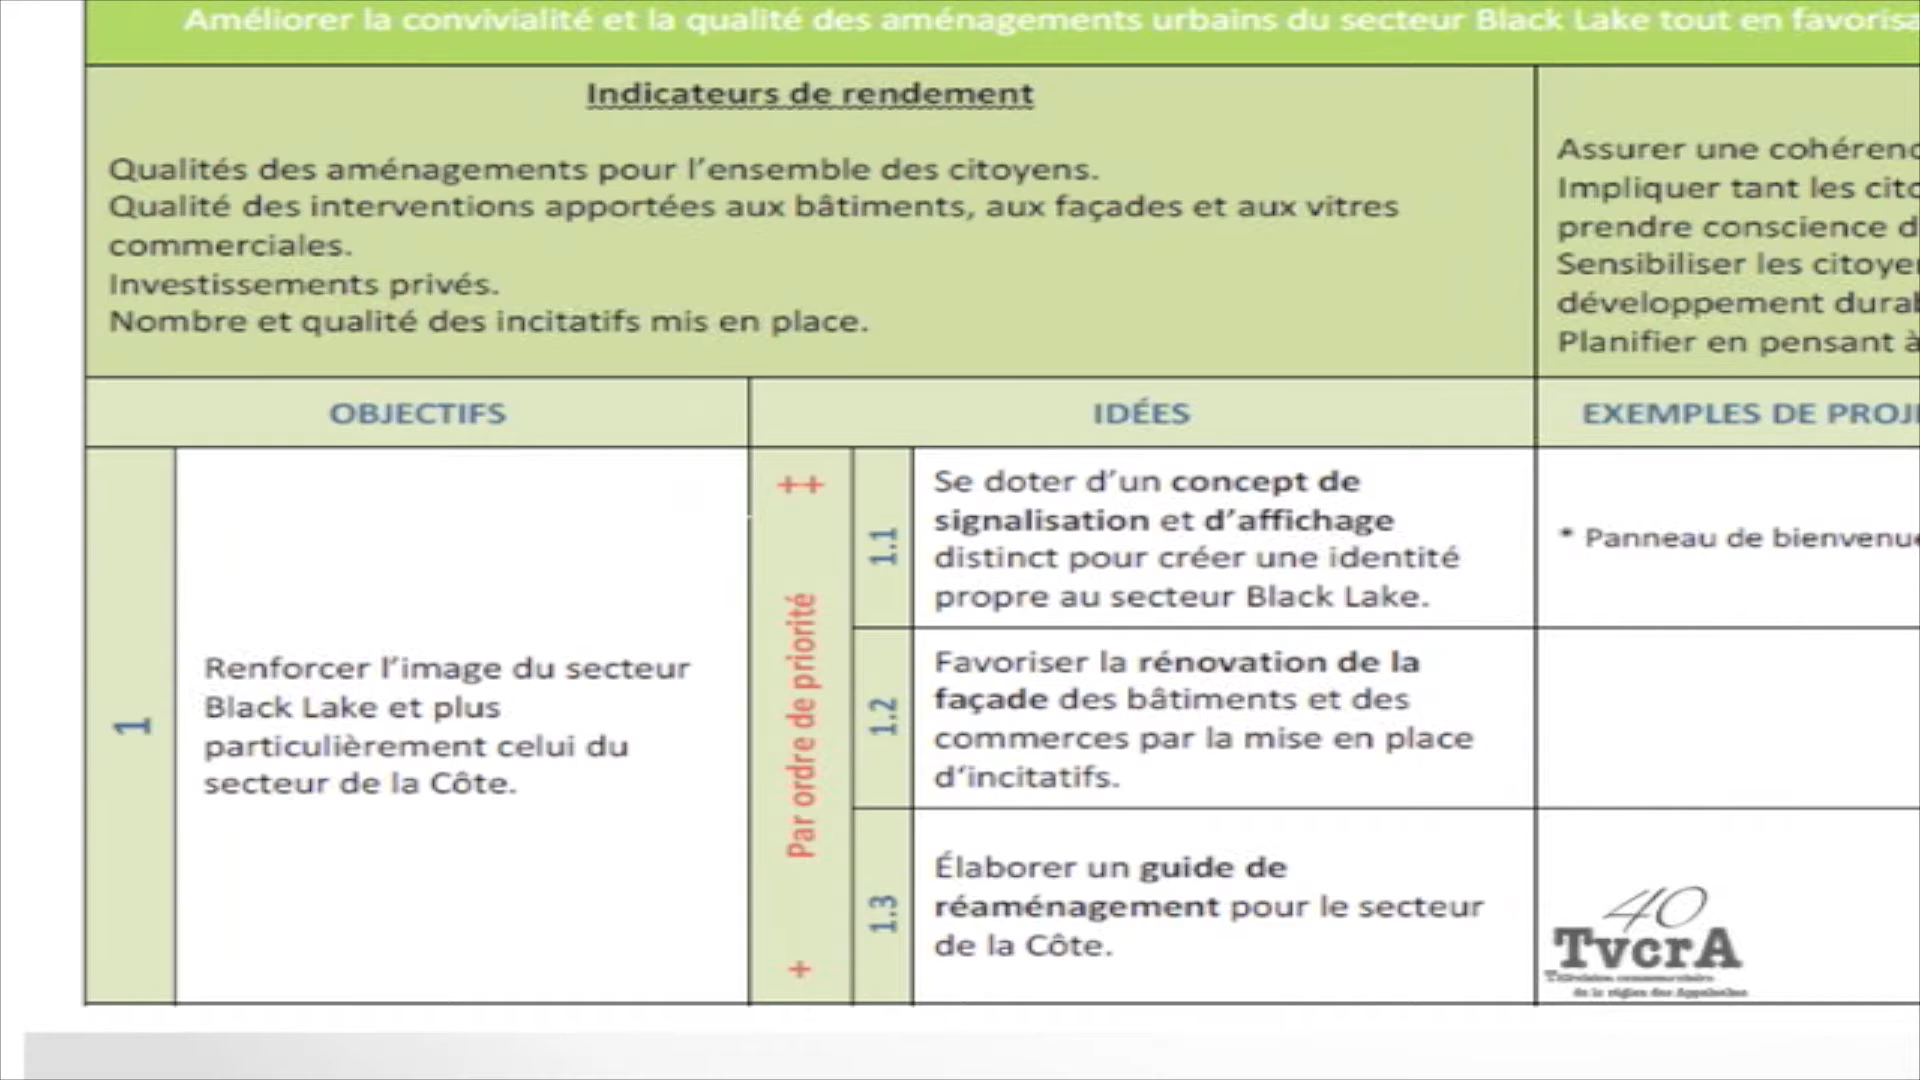 Améliorer la convivialité et la qualité des aménagements urbains du secteur Black Lake tout en
Indicateurs de rendement
Qualités des aménagements pour l’ensemble des citoyens.
Qualité des interventions apportées aux bâtiments, aux façades et aux vitres
commerciales.
Investissements privés.
Nombre et qualité des incitatifs mis en place.
Assurer une
Impliquer tant les
prendre conscience
Sensibiliser les
développement
Planifier en pensant à
OBJECTIFS
IDÉES
EXEMPLES DE
1
Renforcer l’image du secteur
Black Lake et plus
particulièrement celui du
secteur de la Côte.
++
Par ordre de priorité
+
1.1
Se doter d’un concept de
signalisation et d’affichage
distinct pour créer une identité
propre au secteur Black Lake.
* Panneau de
1.2
Favoriser la rénovation de la
façade des bâtiments et des
commerces par la mise en place
d’incitatifs.
1.3
Élaborer un guide de
réaménagement pour le secteur
de la Côte.
40
TvcrA
Télévision communautaire
de la région des Appalaches